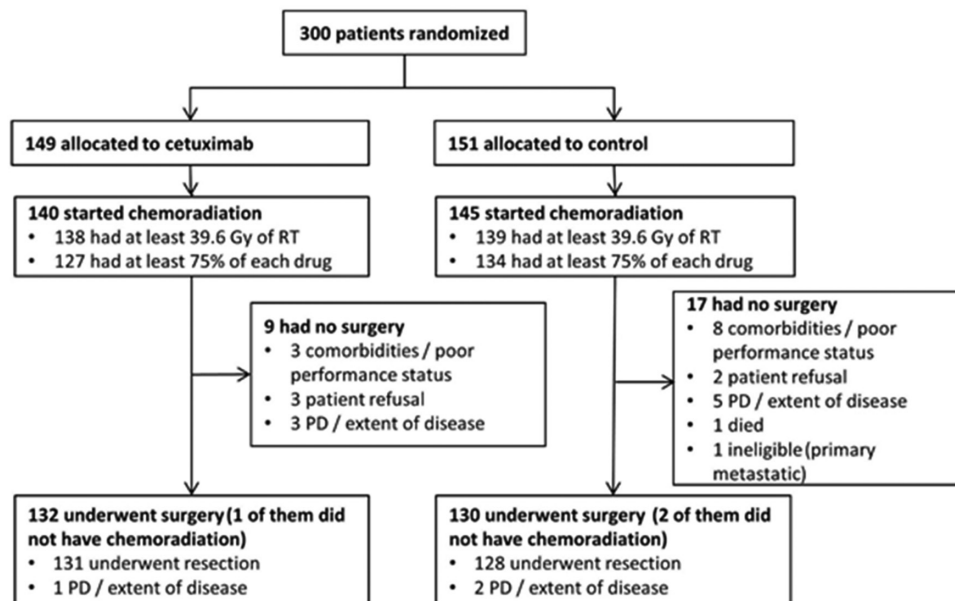 300 patients randomized
149 allocated to cetuximab
151 allocated to control
140 started chemoradiation
• 138 had at least 39.6 Gy of RT
• 127 had at least 75% of each drug
145 started chemoradiation
• 139 had at least 39.6 Gy of RT
• 134 had at least 75% of each drug
9 had no surgery
• 3 comorbidities / poor
performance status
• 3 patient refusal
• 3 PD / extent of disease
17 had no surgery
• 8 comorbidities / poor
performance status
• 2 patient refusal
• 5 PD / extent of disease
• 1 died
• 1 ineligible (primary
metastatic)
132 underwent surgery (1 of them did
not have chemoradiation)
• 131 underwent resection
• 1 PD / extent of disease
130 underwent surgery (2 of them did
not have chemoradiation)
• 128 underwent resection
• 2 PD / extent of disease